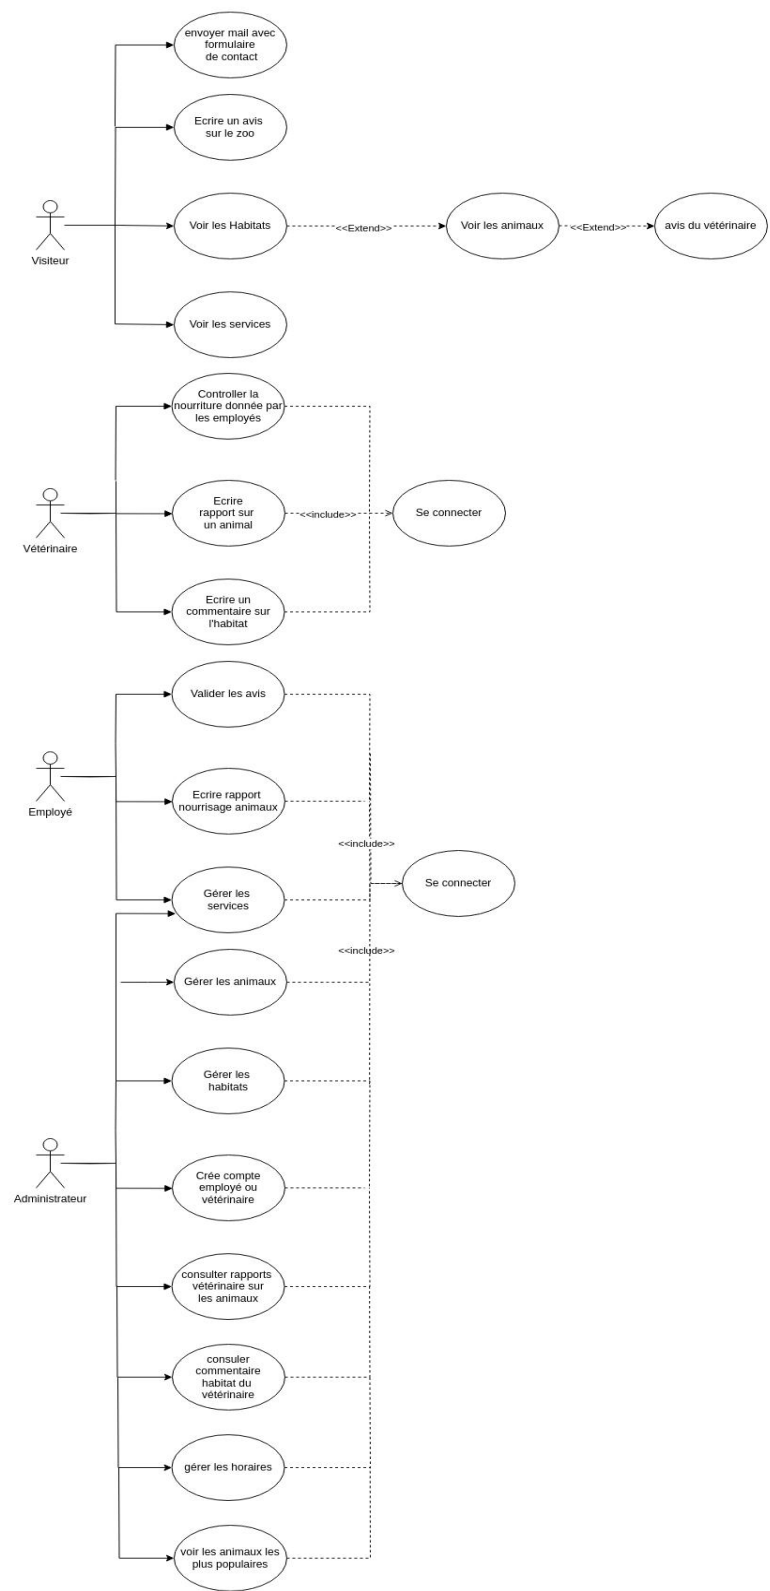 envoyer mail avec
formulaire
de contact
Ecrire un avis
sur le zoo
Visiteur
Voir les Habitats
<<Extend>>
Voir les animaux
<<Extend>>
avis du vétérinaire
Voir les services
Controller la
nourriture donnée par
les employés
Vétérinaire
Ecrire
rapport sur
un animal
<<include>>
Se connecter
Ecrire un
commentaire sur
l'habitat
Valider les avis
Employé
Ecrire rapport
nourrisage animaux
<<include>>
Se connecter
Gérer les
services
<<include>>
Gérer les animaux
Gérer les
habitats
Administrateur
Crée compte
employé ou
vétérinaire
consulter rapports
vétérinaire sur
les animaux
consuler
commentaire
habitat du
vétérinaire
gérer les horaires
voir les animaux les
plus populaires